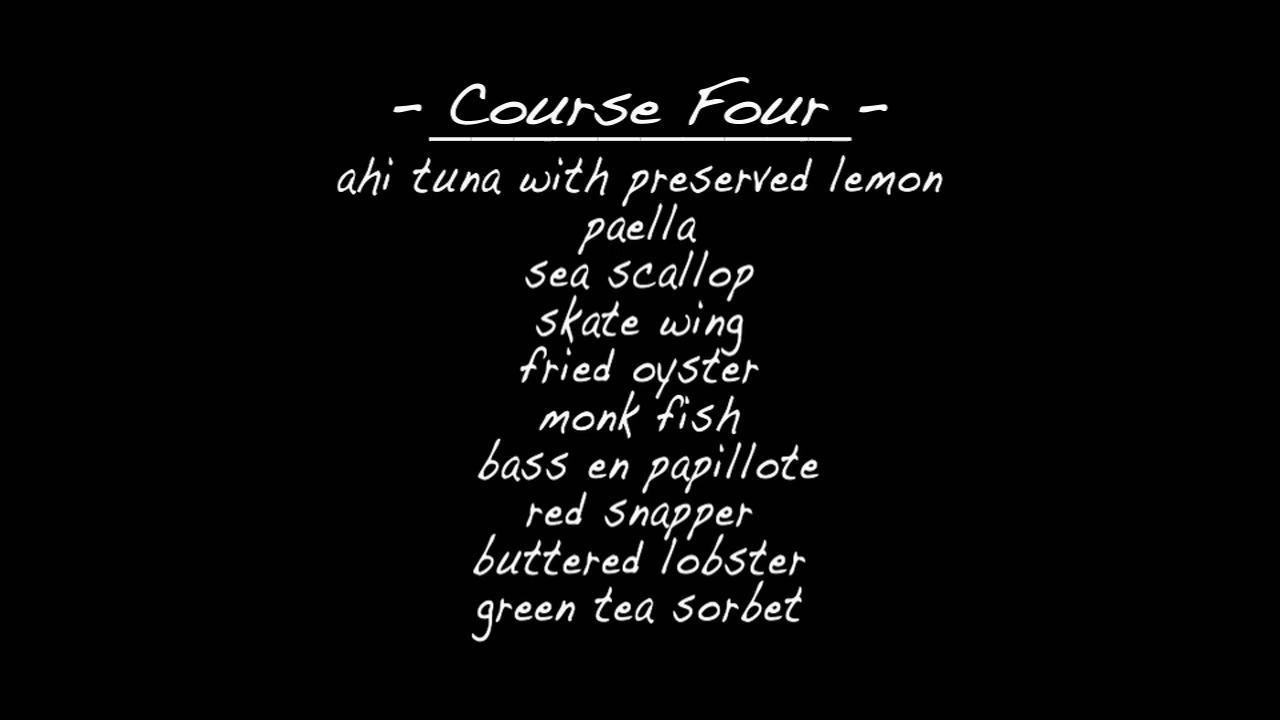 - Course Four -
ahi tuna with preserved lemon
paella
sea scallop
skate wing
fried oyster
monk fish
bass en papillote
red snapper
buttered lobster
green tea sorbet